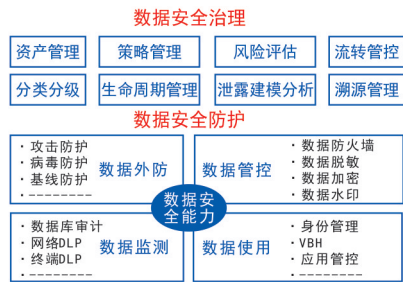 数据安全治理
资产管理 策略管理 风险评估 流转管控
分类分级 生命周期管理 泄露建模分析 溯源管理
数据安全防护
·攻击防护
·病毒防护
·基线防护
·--------
数据外防
数据管控
·数据防火墙
·数据脱敏
·数据加密
·数据水印
数据安
全能力
·数据库审计
·网络DLP
·终端DLP
·--------
数据监测
数据使用
·身份管理
·VBH
·应用管控
·--------